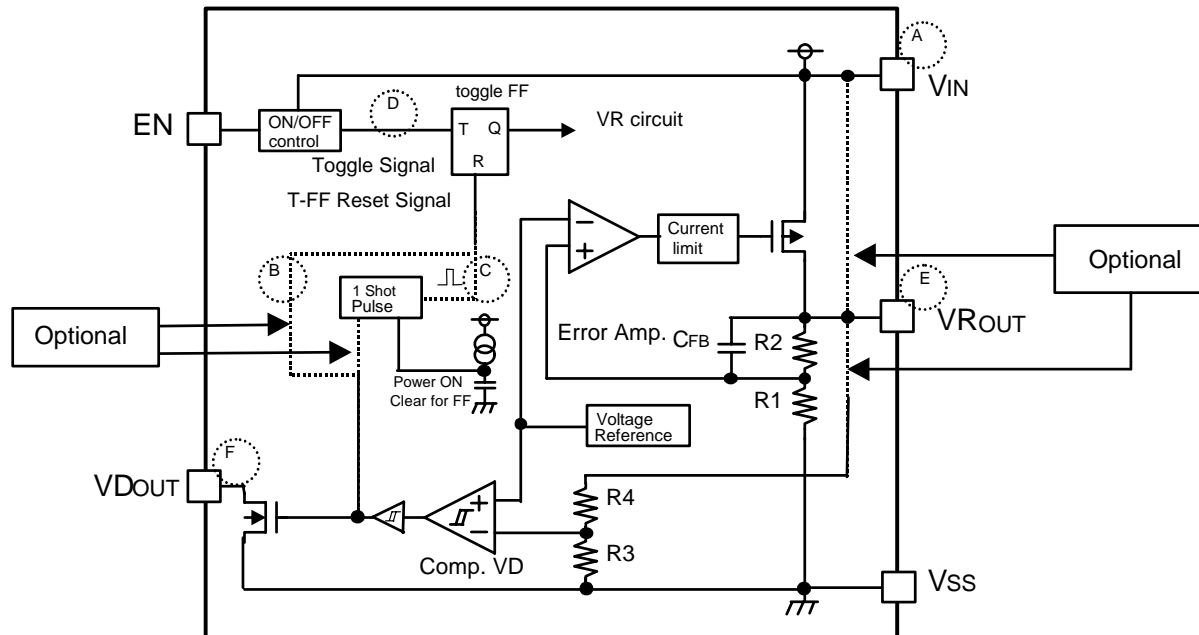 A
VIN
toggle FF
D
EN
ON/OFF
control
T Q
R
VR circuit
Toggle Signal
T-FF Reset Signal
−
+
Current
limit
B
C
1 Shot
Pulse
Optional
Optional
E
VROUT
Error Amp.
CFB
R2
R1
Power ON
Clear for FF
Voltage
Reference
F
VDOUT
+
−
R4
R3
Comp. VD
VSS